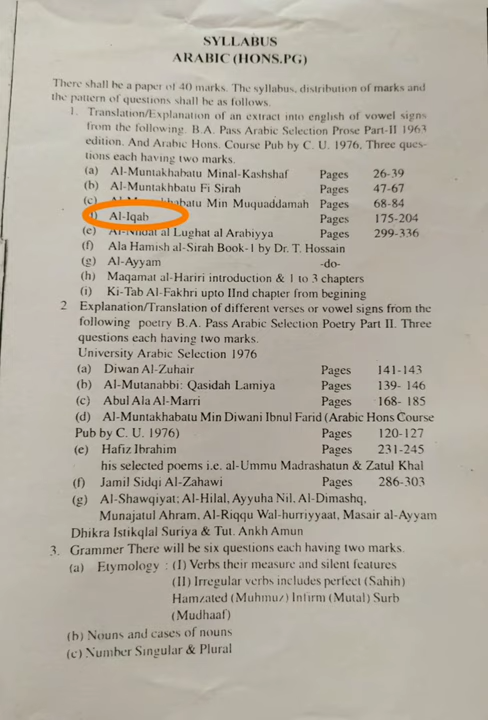 SYLLABUS
ARABIC (HONS.PG)
There shall be a paper of 40 marks. The syllabus, distribution of marks and
the pattern of questions shall be as follows.
1. Translation/Explanation of an extract into english of vowel signs
from the following. B.A. Pass Arabic Selection Prose Part-II 1963
edition. And Arabic Hons. Course Pub by C. U. 1976, Three ques-
tions each having two marks.
(a) Al-Muntakhabatu Minal-Kashshaf Pages 26-39
(b) Al-Muntakhbatu Fi Sirah Pages 47-67
(c) Min Muquaddamah Pages 68-84
Al-Iqab Pages 175-204
(e) al Lughat al Arabiyya Pages 299-336
(f) Ala Hamish al-Sirah Book-1 by Dr. T. Hossain
(g) Al-Ayyam -do-
(h) Maqamat al-Hariri introduction & 1 to 3 chapters
(i) Ki-Tab Al-Fakhri upto IInd chapter from begining
2 Explanation/Translation of different verses or vowel signs from the
following poetry B.A. Pass Arabic Selection Poetry Part II. Three
questions each having two marks.
University Arabic Selection 1976
(a) Diwan Al-Zuhair Pages 141-143
(b) Al-Mutanabbi: Qasidah Lamiya Pages 139- 146
(c) Abul Ala Al-Marri Pages 168- 185
(d) Al-Muntakabatu Min Diwani Ibnul Farid (Arabic Hons Course
Pub by C. U. 1976) Pages 120-127
(e) Hafiz Ibrahim Pages 231-245
his selected poems i.e. al-Ummu Madrashatun & Zatul Khal
(f) Jamil Sidqi Al-Zahawi Pages 286-303
(g) Al-Shawqiyat; Al-Hilal, Ayyuha Nil. Al-Dimashq,
Munajatul Ahram, Al-Riqqu Wal-hurriyyaat, Masair al-Ayyam
Dhikra Istikqlal Suriya & Tut. Ankh Amun
3. Grammer There will be six questions each having two marks.
(a) Etymology : (I) Verbs their measure and silent features
(II) Irregular verbs includes perfect (Sahih)
Hamzated (Muhmuz) Infirm (Mutal) Surb
(Mudhaaf)
(b) Nouns and cases of nouns
(c) Number Singular & Plural